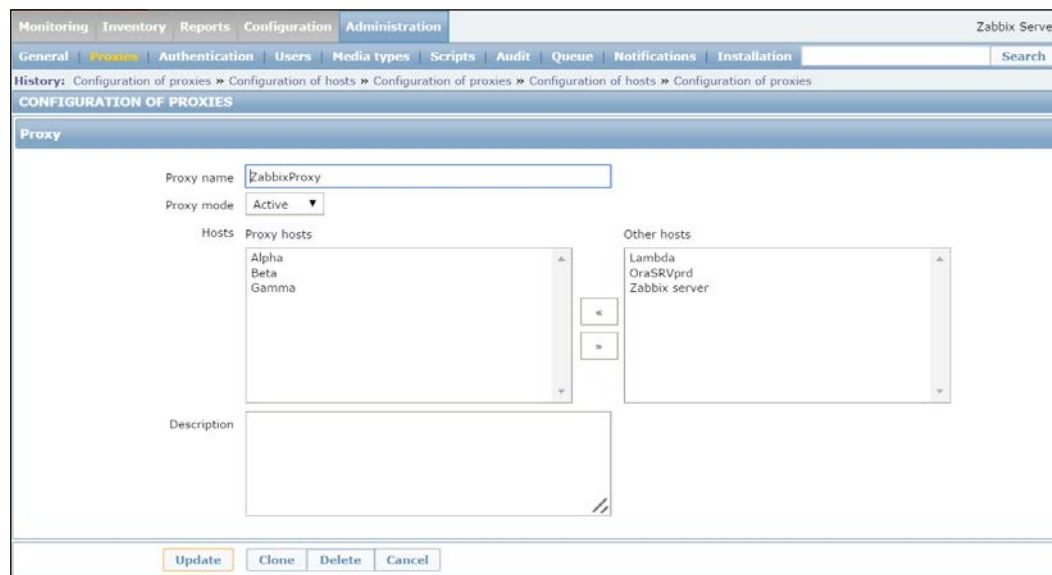 Monitoring Inventory Reports Configuration Administration Zabbix Serve
General | Proxies | Authentication | Users | Media types | Scripts | Audit | Queue | Notifications | Installation Search
History: Configuration of proxies » Configuration of hosts » Configuration of proxies » Configuration of hosts » Configuration of proxies
CONFIGURATION OF PROXIES
Proxy
Proxy name ZabbixProxy
Proxy mode Active
Hosts Proxy hosts Other hosts
Alpha Lambda
Beta OraSRVprd
Gamma Zabbix server
«
»
Description
Update Clone Delete Cancel